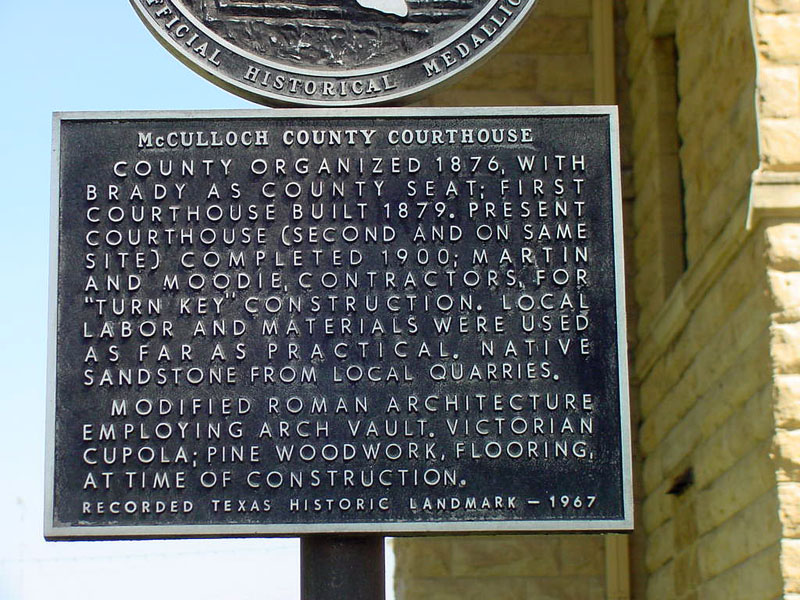 OFFICIAL HISTORICAL MEDALLION
McCULLOCH COUNTY COURTHOUSE
COUNTY ORGANIZED 1876, WITH
BRADY AS COUNTY SEAT; FIRST
COURTHOUSE BUILT 1879. PRESENT
COURTHOUSE (SECOND AND ON SAME
SITE) COMPLETED 1900; MARTIN
AND MOODIE, CONTRACTORS, FOR
"TURN KEY" CONSTRUCTION. LOCAL
LABOR AND MATERIALS WERE USED
AS FAR AS PRACTICAL. NATIVE
SANDSTONE FROM LOCAL QUARRIES.
MODIFIED ROMAN ARCHITECTURE
EMPLOYING ARCH VAULT. VICTORIAN
CUPOLA; PINE WOODWORK, FLOORING,
AT TIME OF CONSTRUCTION.
RECORDED TEXAS HISTORIC LANDMARK – 1967